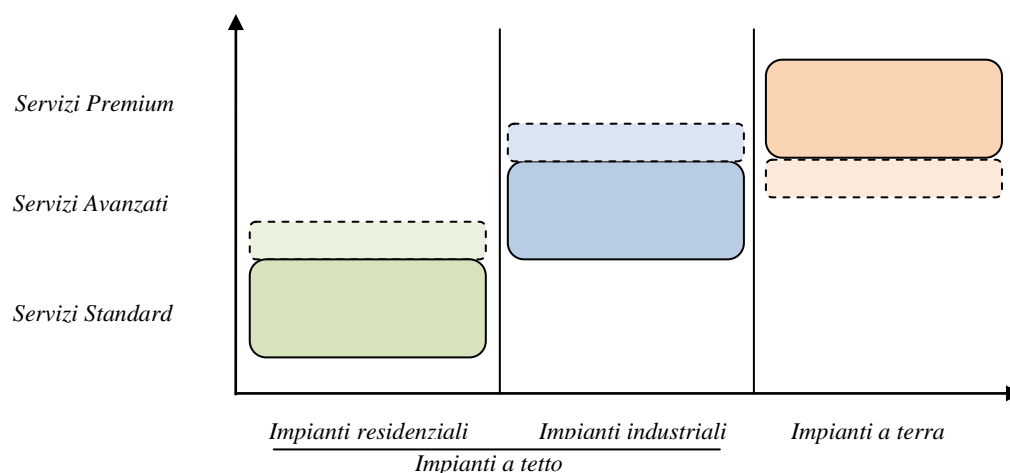 Servizi Premium
Servizi Avanzati
Servizi Standard
Impianti residenziali
Impianti industriali
Impianti a terra
Impianti a tetto